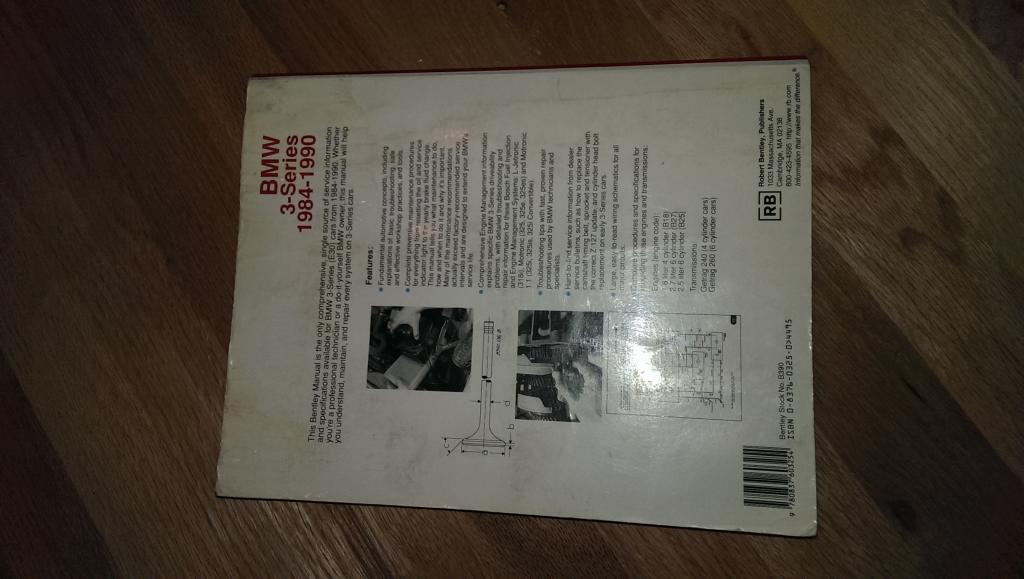 BMW
3-Series
1984-1990
This Bentley Manual is the only comprehensive, single source of service information
and specifications available for BMW 3-Series (E30) cars from 1984-1990. Whether
you're a professional technician or a do-it-yourself BMW owner, this manual will help
you understand, maintain, and repair every system on 3-Series cars.
Features:
• Fundamental automotive concepts, including
explanations of basic troubleshooting, safe
and effective workshop practices, and tools.
• Complete preventive maintenance procedures
for everything from resetting the oil and service
indicator light to the yearly brake fluid change.
This manual tells you what maintenance to do,
how and when to do it and why it's important.
Many of the maintenance recommendations
actually exceed factory-recommended service
intervals and are designed to extend your BMW's
service life.
• Comprehensive Engine Management information
explains specific BMW 3-Series driveability
problems, with detailed troubleshooting and
repair information for these Bosch Fuel Injection
and Engine Management Systems: L-Jetronic
(318i), Motronic (325, 325e, 325es) and Motronic
1.1 (325i, 325is, 325i Convertible).
• Troubleshooting tips with fast, proven repair
procedures used by BMW technicians and
specialists.
• Hard-to-find service information from dealer
service bulletins, such as how to replace the
camshaft timing belt, sprocket and tensioner with
the correct Z 127 update, and cylinder head bolt
replacement on early 3-Series cars.
• Large, easy to read wiring schematics for all
circuits.
procedures and specifications for
these engines and transmissions:
Engines (engine code):
1.8 liter 4 cylinder (B18)
2.7 liter 6 cylinder (B27)
2.5 liter 6 cylinder (B25)
Transmissions:
Getrag 240 (4 cylinder cars)
Getrag 260 (6 cylinder cars)
a
b
c
d
RB
Robert Bentley, Publishers
1033 Massachusetts Ave.
Cambridge, MA 02138
800-423-4595 http://www.rb.com
Information that makes the difference.®
Bentley Stock No. B390
ISBN 0-8376-0325-0>4495
9 780837 603254